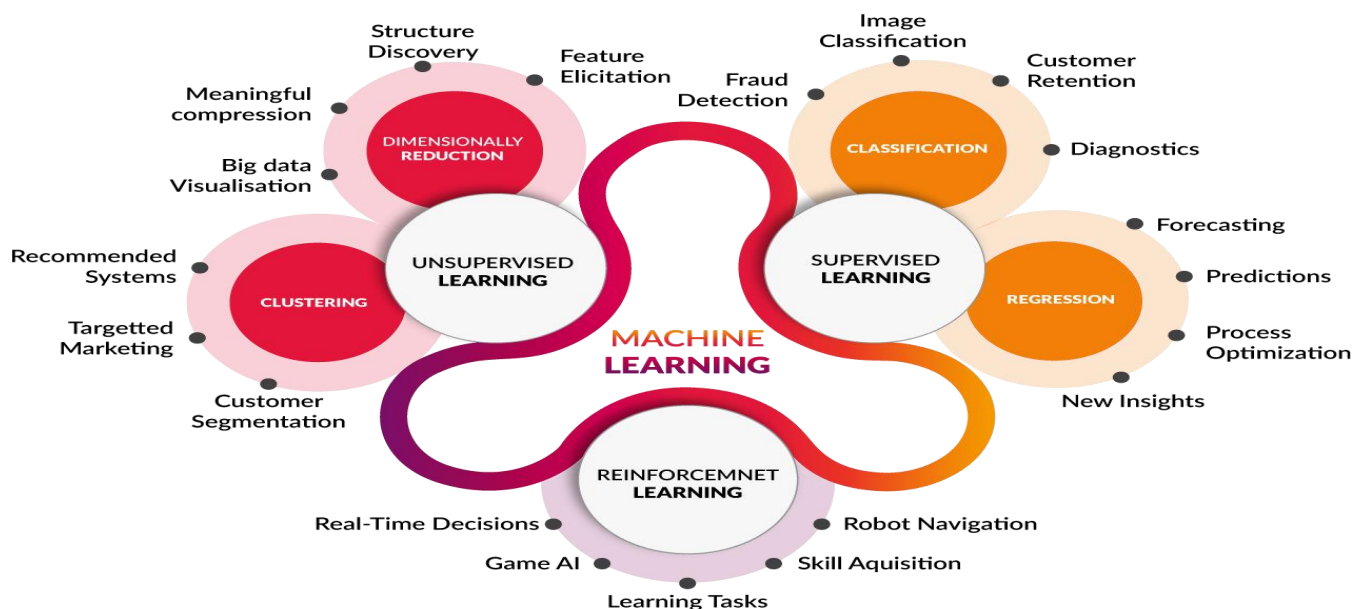 Structure
Discovery
Feature
Elicitation
Meaningful
compression
Big data
Visualisation
DIMENSIONALLY
REDUCTION
UNSUPERVISED
LEARNING
Recommended
Systems
Targetted
Marketing
Customer
Segmentation
CLUSTERING
Image
Classification
Fraud
Detection
Customer
Retention
Diagnostics
CLASSIFICATION
SUPERVISED
LEARNING
Forecasting
Predictions
Process
Optimization
New Insights
REGRESSION
MACHINE
LEARNING
REINFORCEMNET
LEARNING
Real-Time Decisions
Game AI
Learning Tasks
Skill Aquisition
Robot Navigation